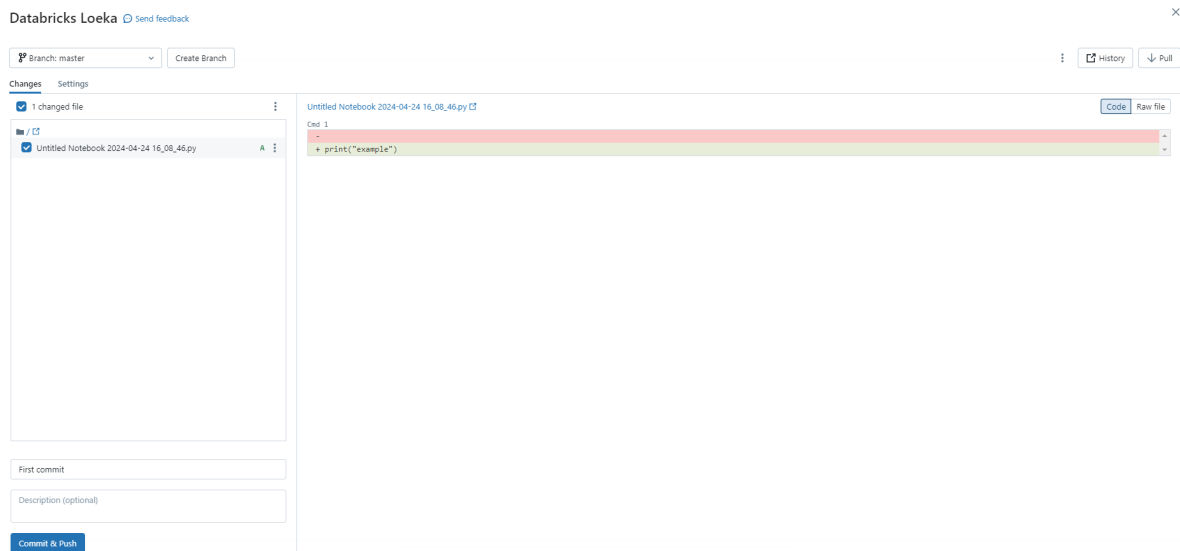 Databricks Loeka Send feedback
Branch: master Create Branch History Pull
Changes Settings
1 changed file
/
Untitled Notebook 2024-04-24 16_08_46.py A
Untitled Notebook 2024-04-24 16_08_46.py Code Raw file
Cmd 1
-
+ print("example")
First commit
Description (optional)
Commit & Push